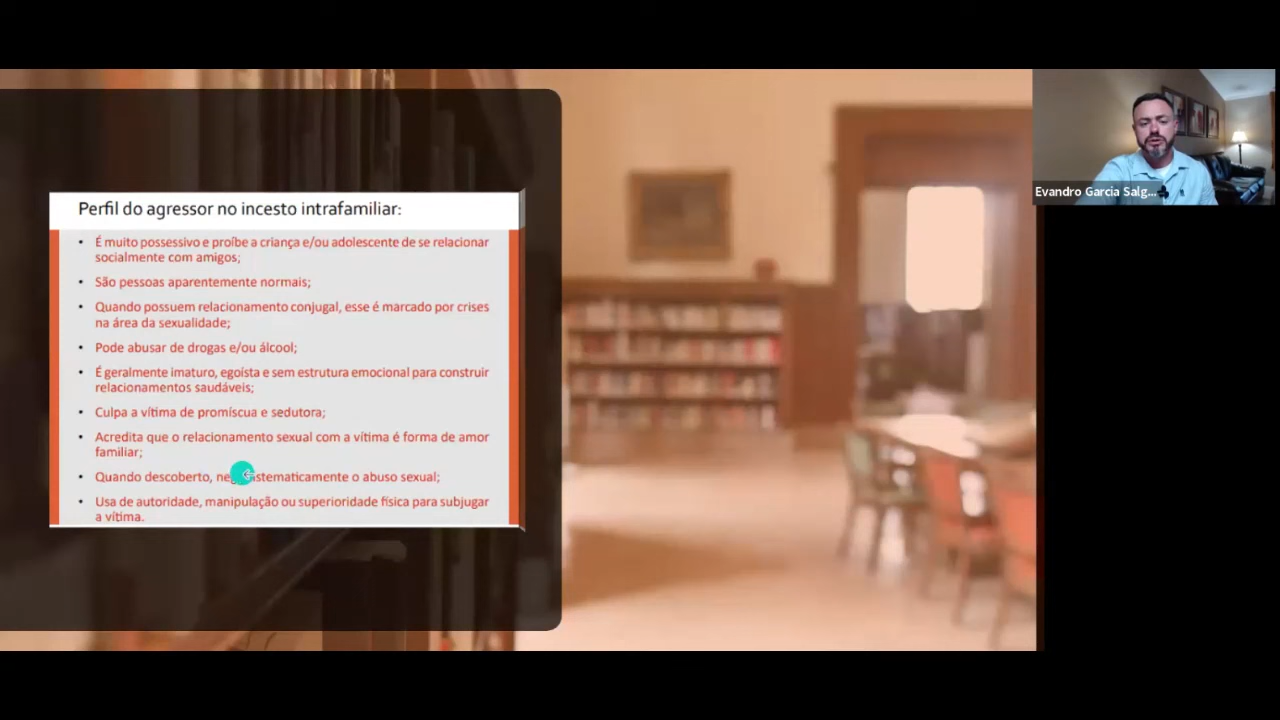 Perfil do agressor no incesto intrafamiliar:
• É muito possessivo e proíbe a criança e/ou adolescente de se relacionar
socialmente com amigos;
• São pessoas aparentemente normais;
• Quando possuem relacionamento conjugal, esse é marcado por crises
na área da sexualidade;
• Pode abusar de drogas e/ou álcool;
• É geralmente imaturo, egoísta e sem estrutura emocional para construir
relacionamentos saudáveis;
• Culpa a vítima de promíscua e sedutora;
• Acredita que o relacionamento sexual com a vítima é forma de amor
familiar;
• Quando descoberto, o abuso sexual;
• Usa de autoridade, manipulação ou superioridade física para subjugar
a vítima.
Evandro Garcia Salg...